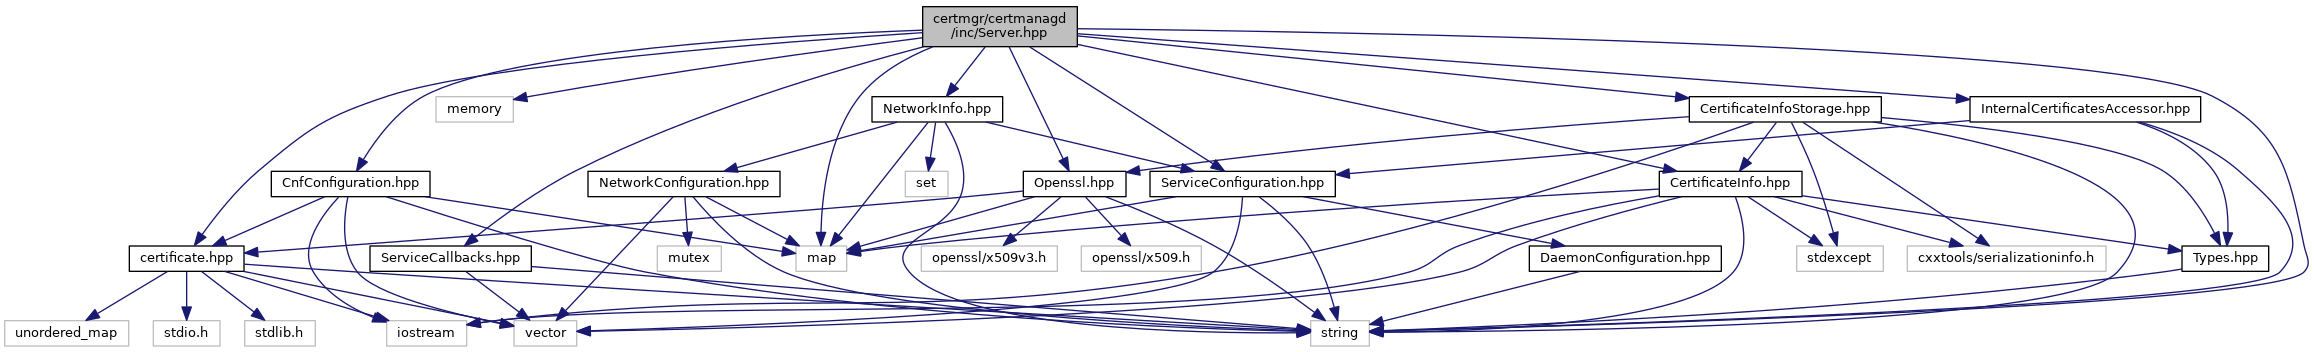 certmgr/certmanagd
/inc/Server.hpp
memory
NetworkInfo.hpp
CertificateInfoStorage.hpp
InternalCertificatesAccessor.hpp
CnfConfiguration.hpp
NetworkConfiguration.hpp
set
Openssl.hpp
ServiceConfiguration.hpp
CertificateInfo.hpp
certificate.hpp
ServiceCallbacks.hpp
mutex
map
openssl/x509v3.h
openssl/x509.h
DaemonConfiguration.hpp
stdexcept
cxxtools/serializationinfo.h
Types.hpp
unordered_map
stdio.h
stdlib.h
iostream
vector
string